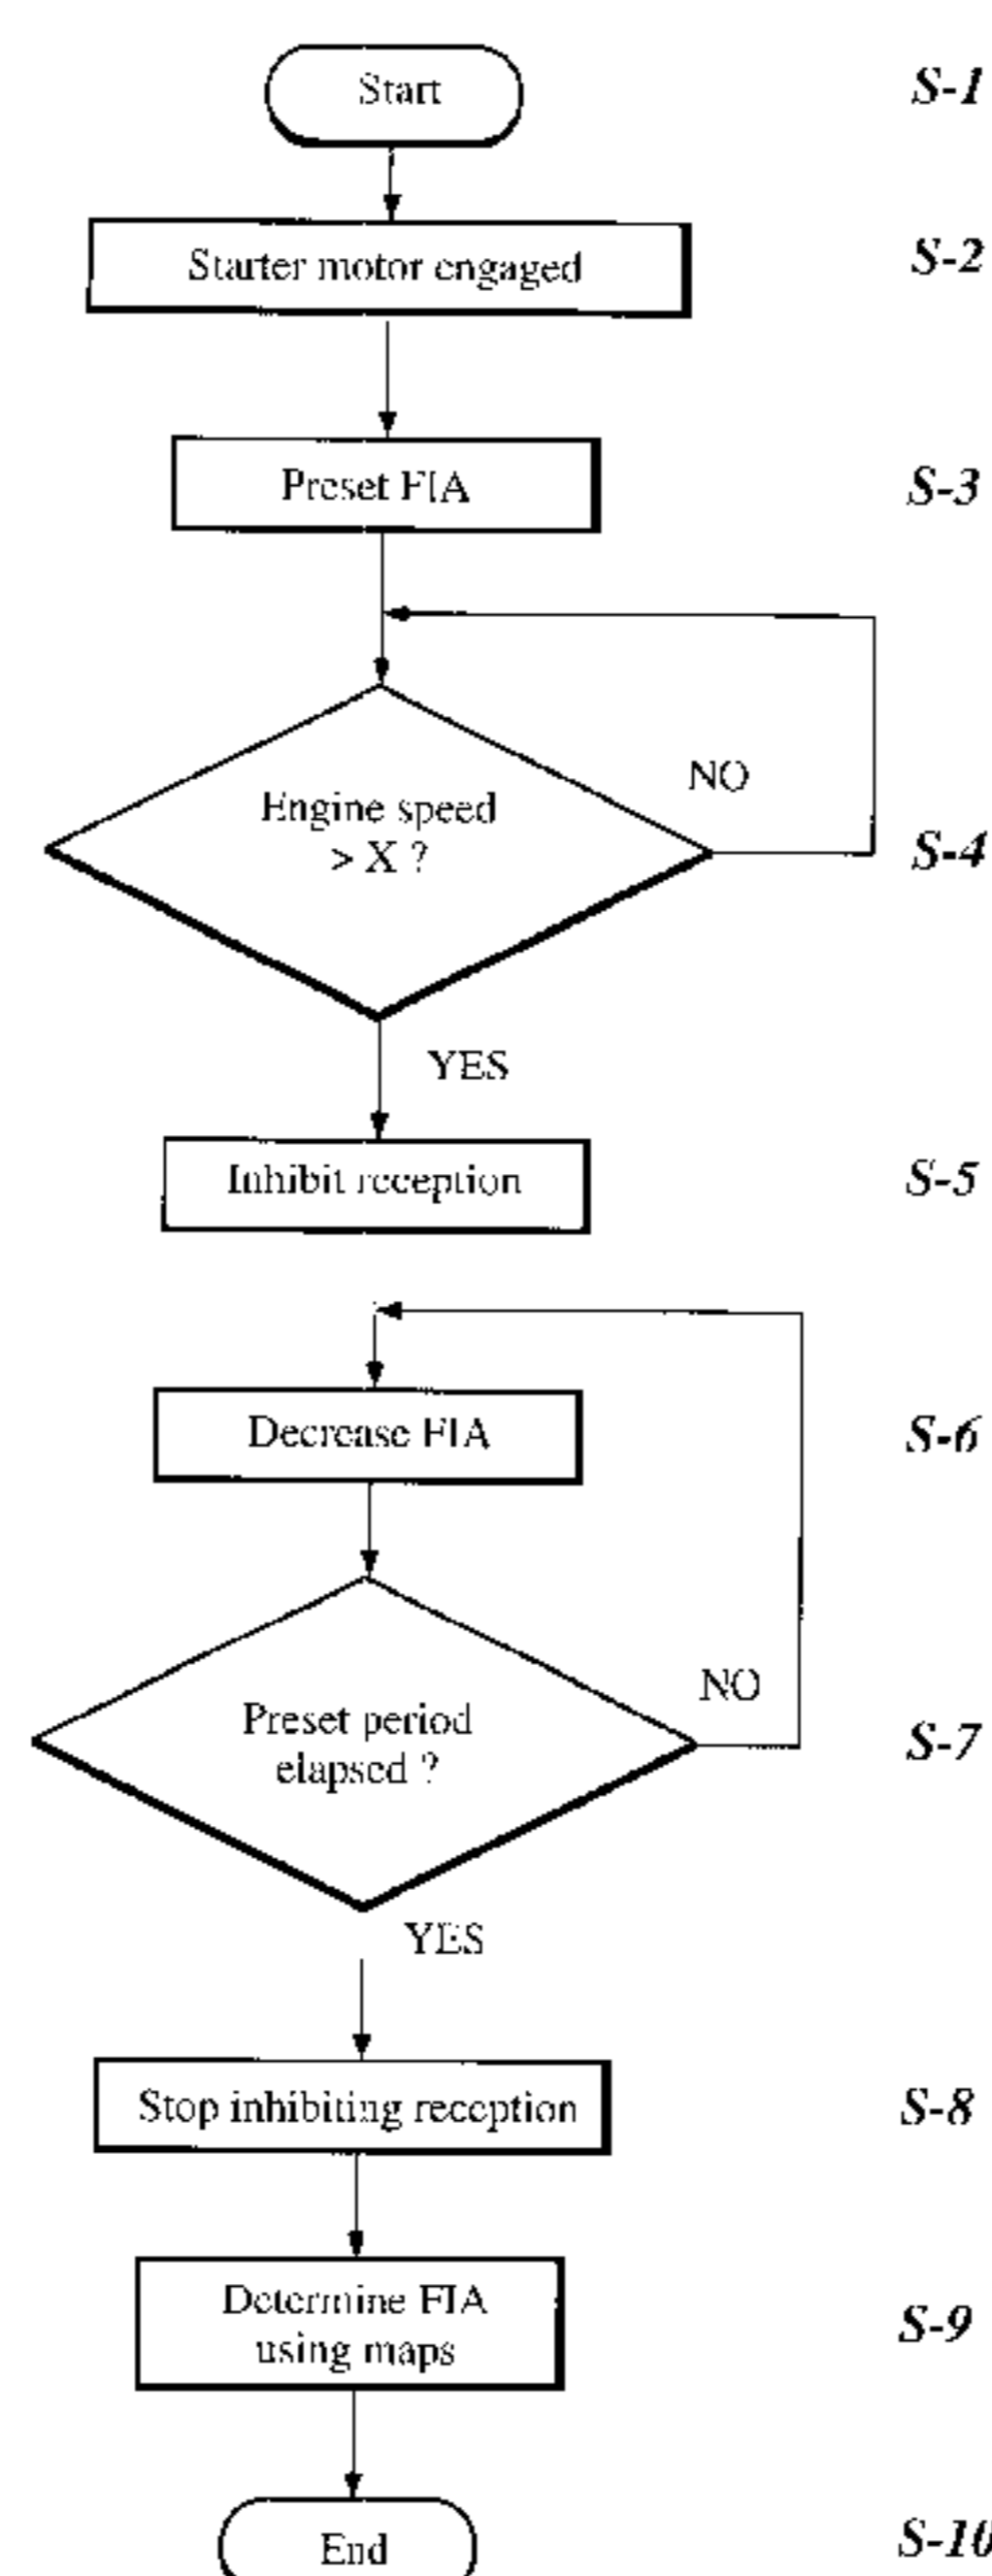 Start
S-1
Starter motor engaged
S-2
Preset FIA
S-3
NO
Engine speed
> X ?
S-4
YES
Inhibit reception
S-5
Decrease FIA
S-6
NO
Preset period
elapsed ?
S-7
YES
Stop inhibiting reception
S-8
Determine FIA
using maps
S-9
End
S-10